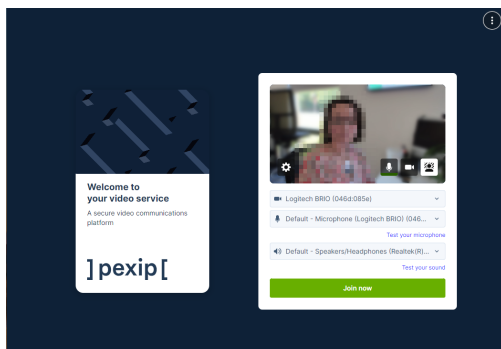 Welcome to
your video service
A secure video communications
platform
]pexip[
Logitech BRIO (046d:085e)
Default - Microphone (Logitech BRIO) (046...
Test your microphone
Default - Speakers/Headphones (Realtek(R)...
Test your sound
Join now